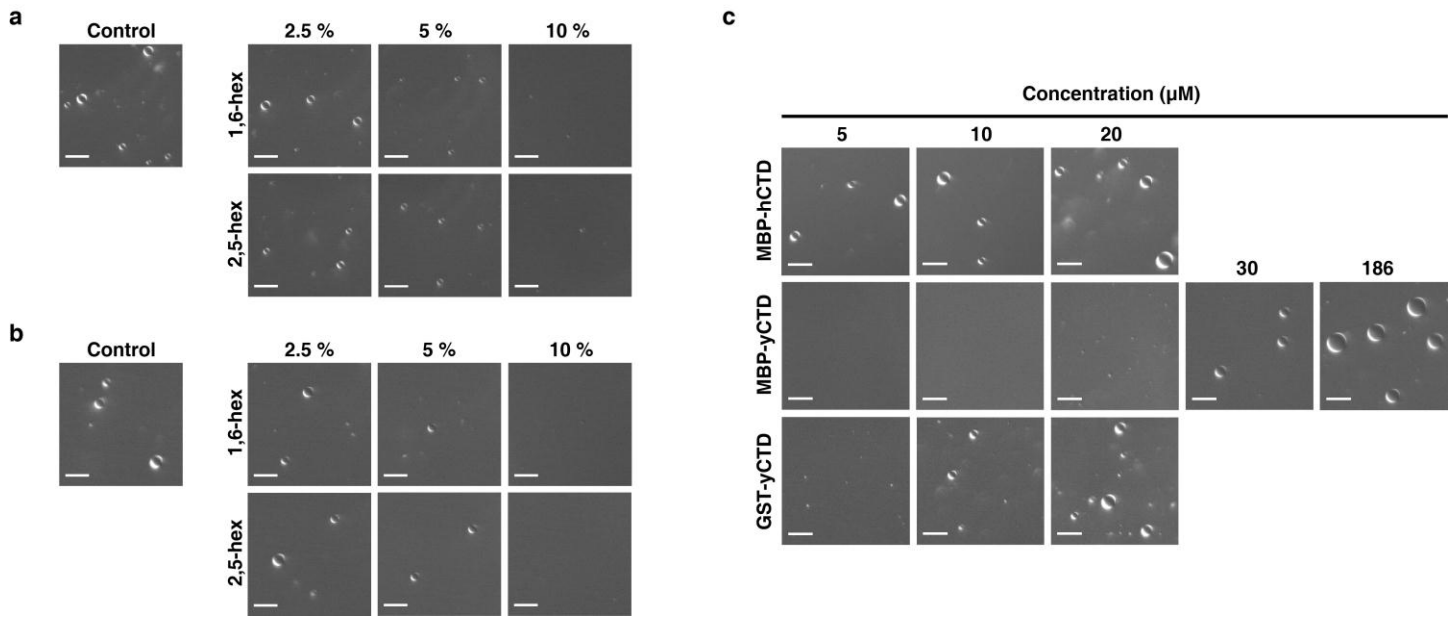 a
Control
2.5 %
5 %
10 %
1,6-hex
2,5-hex
b
Control
2.5 %
5 %
10 %
1,6-hex
2,5-hex
c
Concentration (µM)
5
10
20
30
186
MBP-hCTD
MBP-yCTD
GST-yCTD